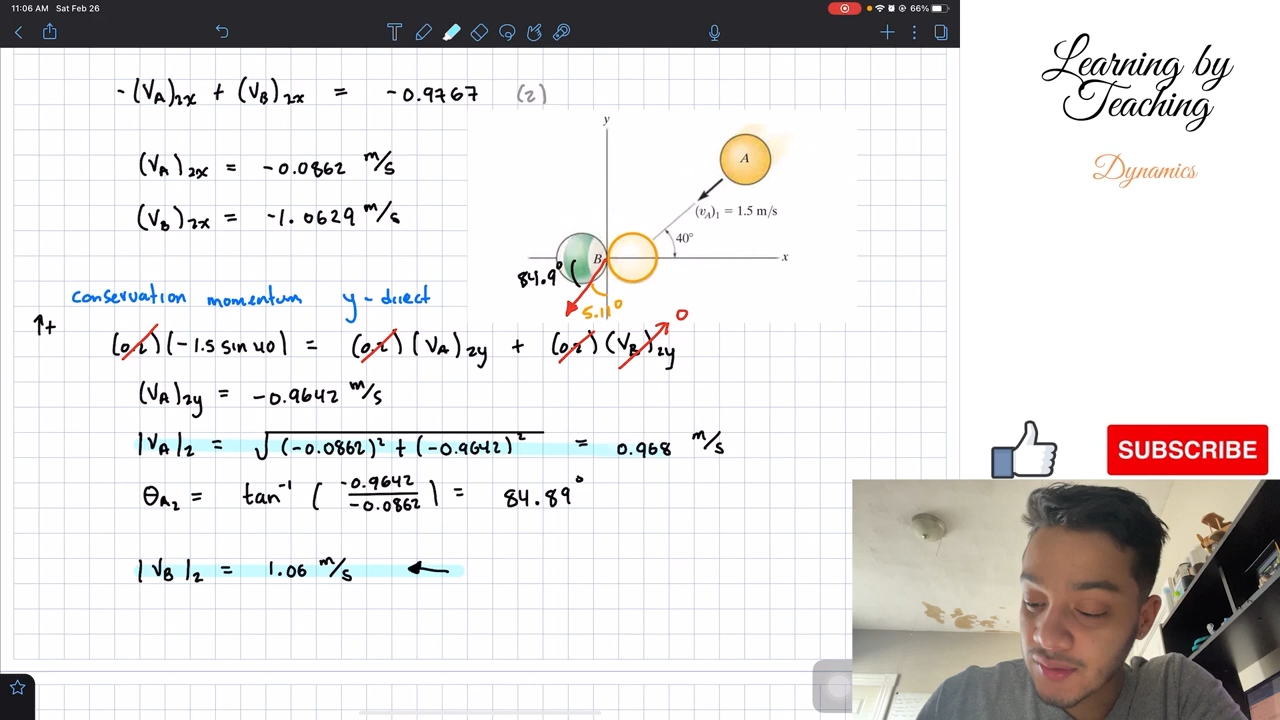 11:06 AM Sat Feb 26
66%
Learning by
Teaching
Dynamics
-(VA)2x + (VB)2x = -0.9767 (2)
(VA)2x = -0.0862 m/s
(VB)2x = -1.0629 m/s
y
A
(vA)1 = 1.5 m/s
40°
B
x
84.9°
5.11°
conservation momentum y-direct
↑+
(0.2)(-1.5 sin 40) = (0.2)(VA)2y + (0.2)(VB)2y 0
(VA)2y = -0.9642 m/s
|VA|2 = √(-0.0862)² + (-0.9642)² = 0.968 m/s
θA2 = tan⁻¹ (-0.9642/-0.0862) = 84.89°
|VB|2 = 1.06 m/s ←
SUBSCRIBE